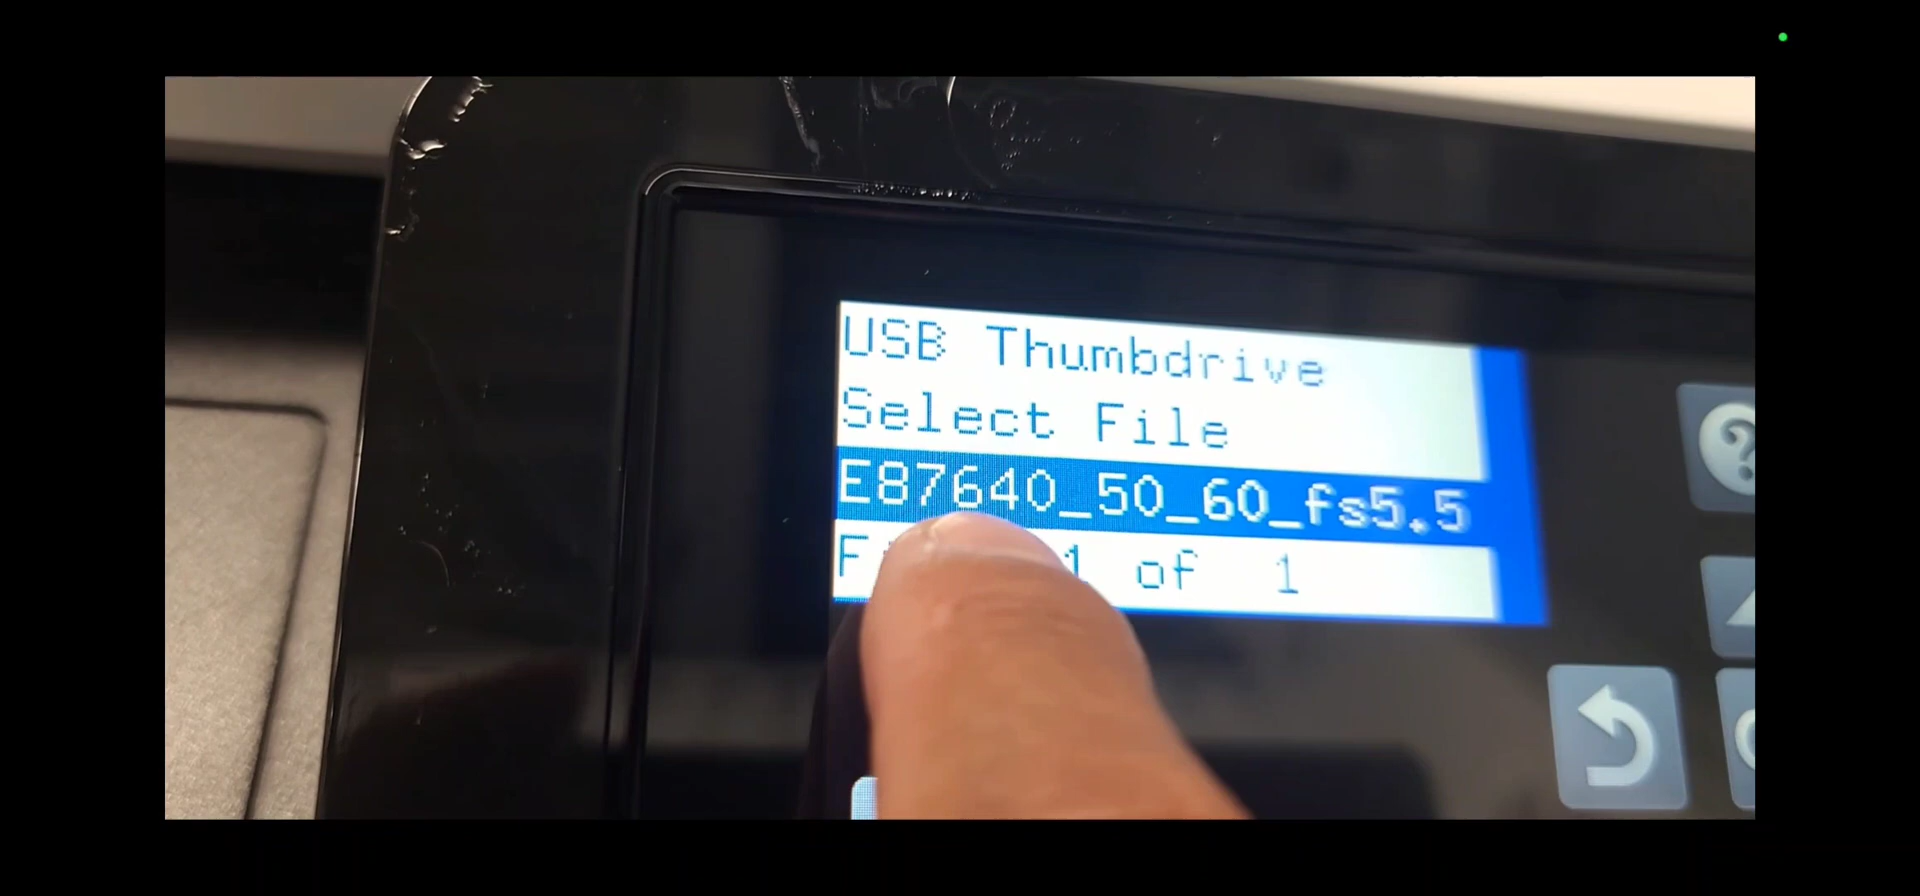 USB Thumbdrive
Select File
E87640_50_60_fs5.5
1 of 1
?